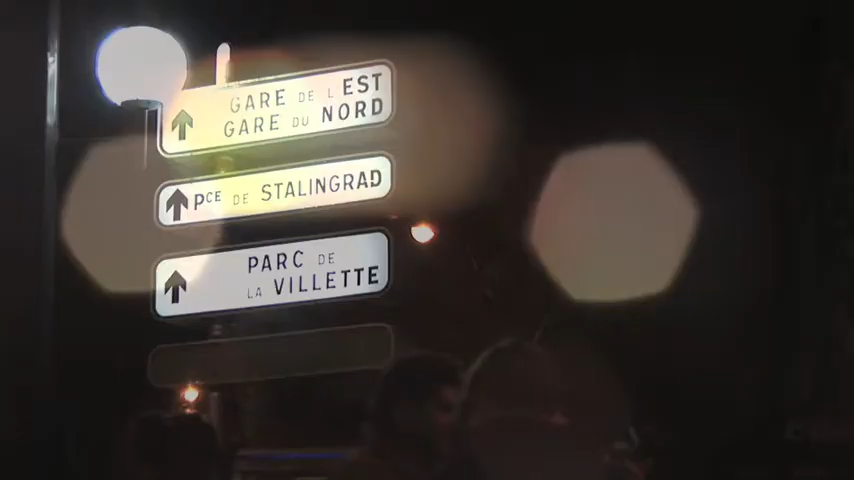 GARE DE L'EST
GARE DU NORD
PCE DE STALINGRAD
PARC DE
LA VILLETTE